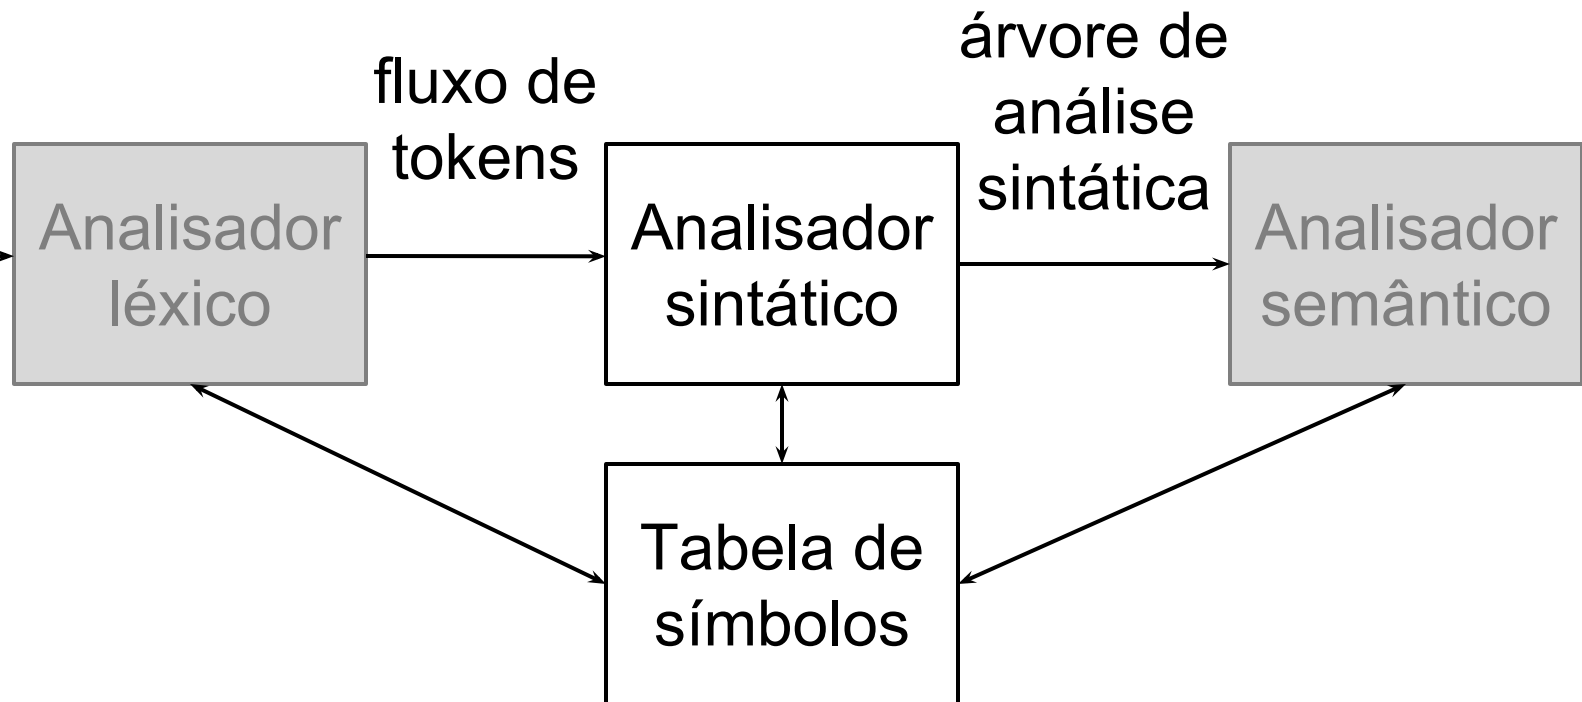 fluxo de
tokens
árvore de
análise
sintática
Analisador
léxico
Analisador
sintático
Analisador
semântico
Tabela de
símbolos